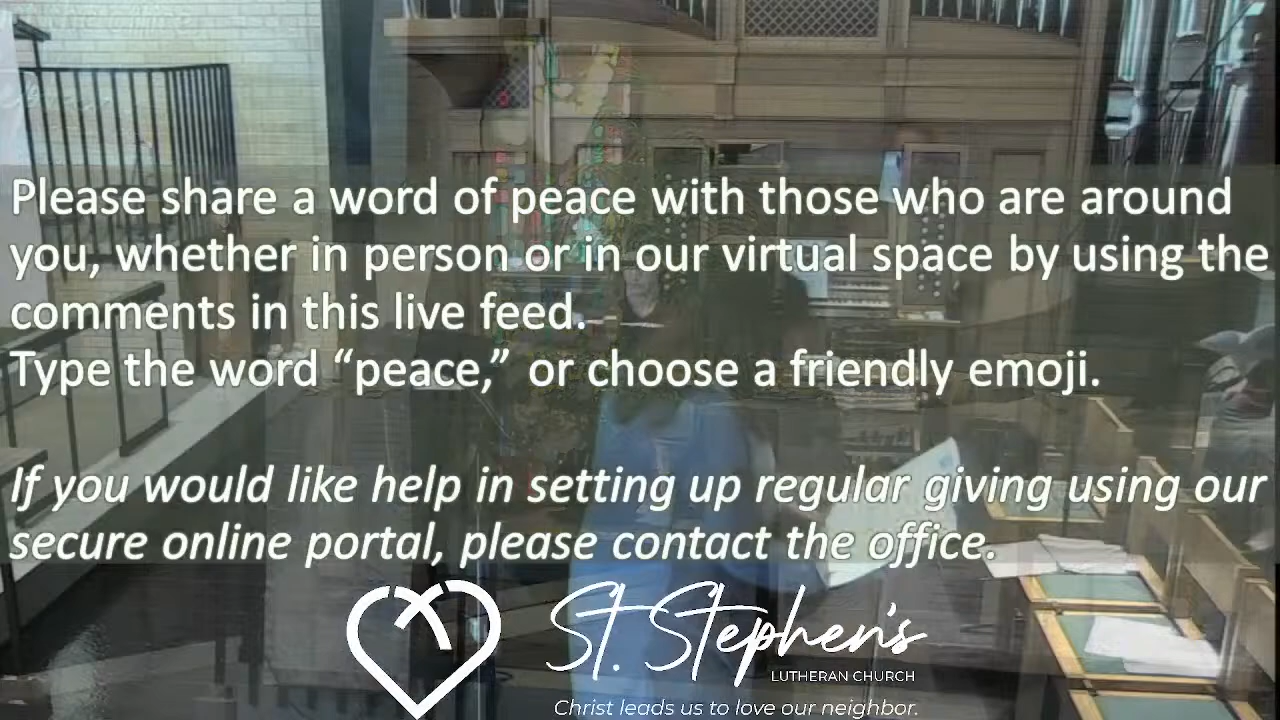 Please share a word of peace with those who are around
you, whether in person or in our virtual space by using the
comments in this live feed.
Type the word “peace,” or choose a friendly emoji.
If you would like help in setting up regular giving using our
secure online portal, please contact the office.
St. Stephen's
LUTHERAN CHURCH
Christ leads us to love our neighbor.